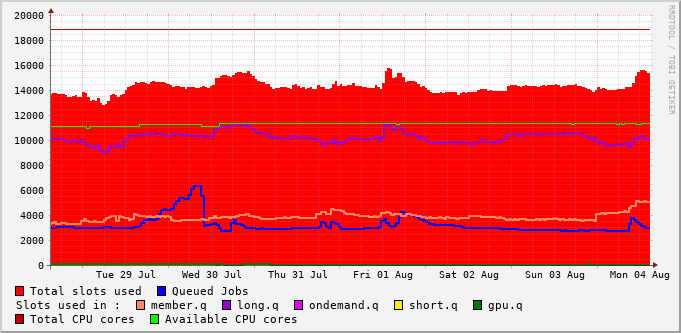 20000
18000
16000
14000
12000
10000
8000
6000
4000
2000
0
Tue 29 Jul Wed 30 Jul Thu 31 Jul Fri 01 Aug Sat 02 Aug Sun 03 Aug Mon 04 Aug
Total slots used Queued Jobs
Slots used in : member.q long.q ondemand.q short.q gpu.q
Total CPU cores Available CPU cores
RRDTOOL / TOBI OETIKER